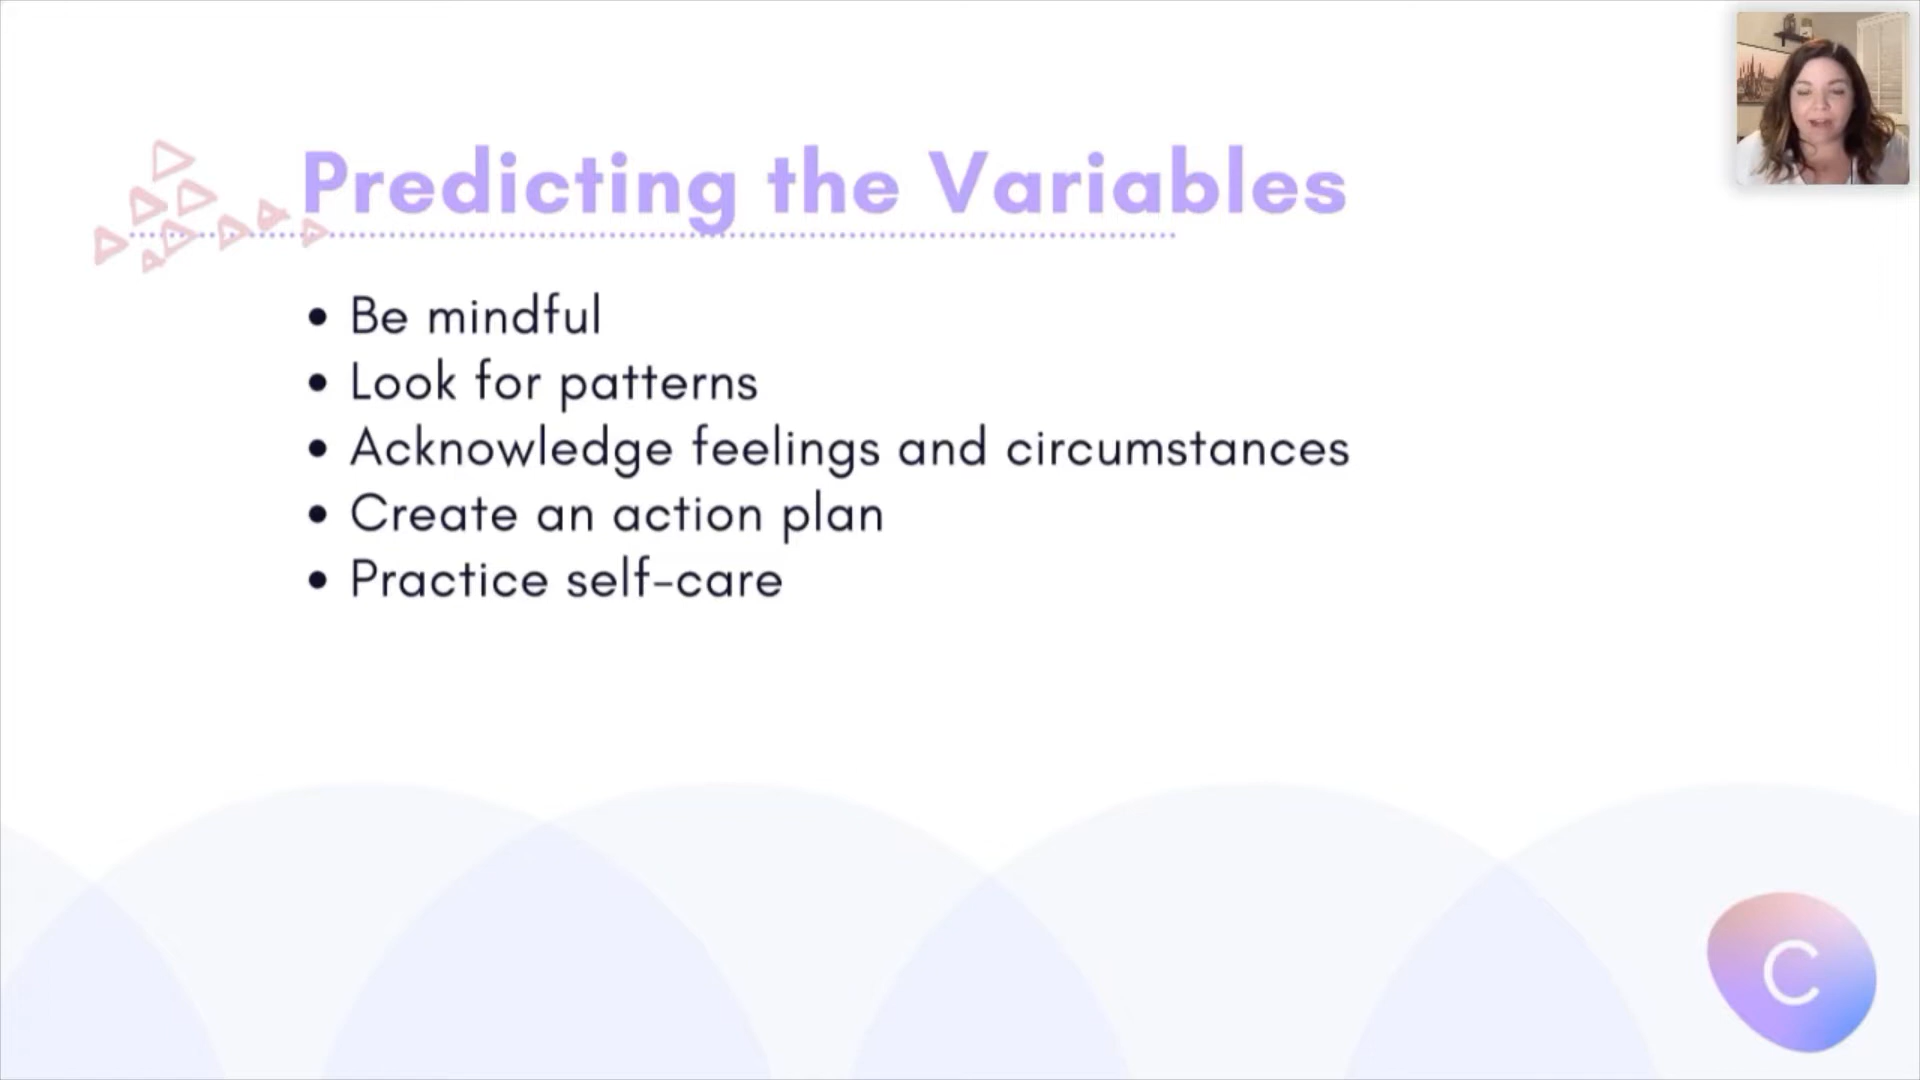 Predicting the Variables
• Be mindful
• Look for patterns
• Acknowledge feelings and circumstances
• Create an action plan
• Practice self-care
C